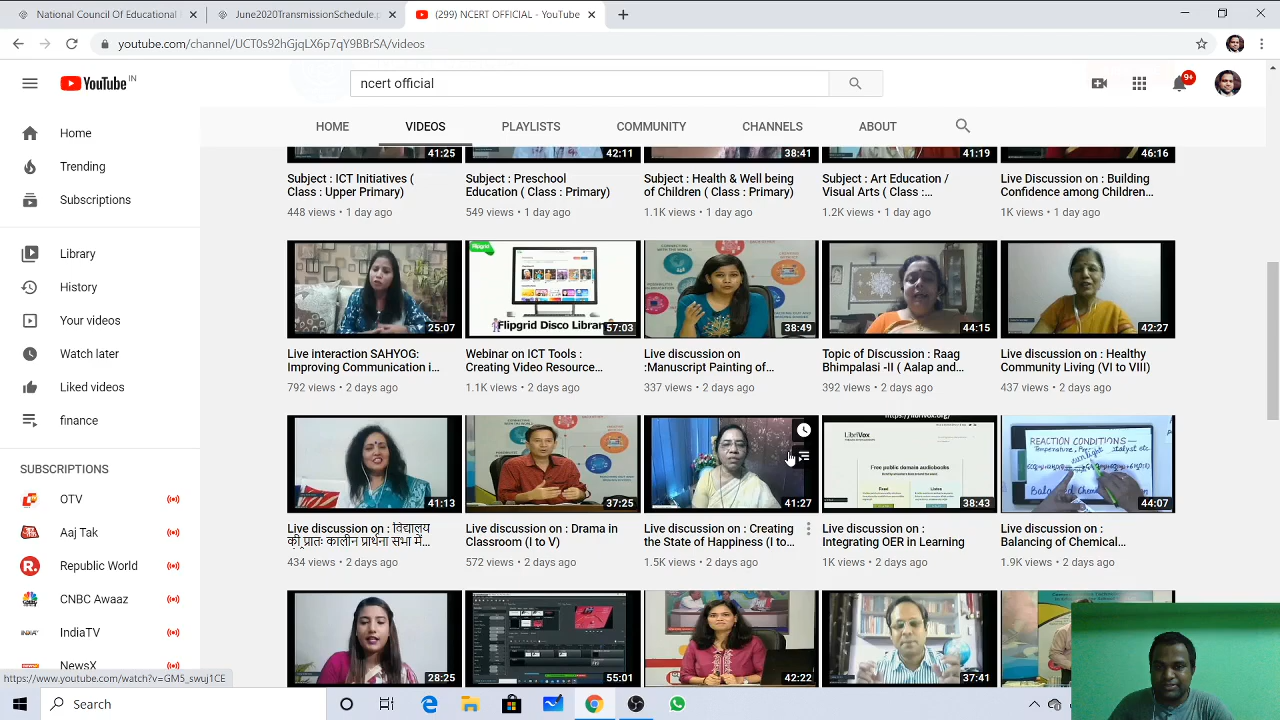 National Council Of Educational
June2020TransmissionSchedule.p
(299) NCERT OFFICIAL - YouTube
youtube.com/channel/UCT0s92hGjqLX6p7qY9BBrSA/videos
YouTube IN
ncert official
9+
HOME VIDEOS PLAYLISTS COMMUNITY CHANNELS ABOUT
Home
Trending
Subscriptions
Library
History
Your videos
Watch later
Liked videos
finance
SUBSCRIPTIONS
OTV
Aaj Tak
Republic World
CNBC Awaaz
IndiaTV
NewsX
41:25 42:11 38:41 41:19 46:16
Subject : ICT Initiatives (
Class : Upper Primary)
448 views • 1 day ago
Subject : Preschool
Education ( Class : Primary)
549 views • 1 day ago
Subject : Health & Well being
of Children ( Class : Primary)
1.1K views • 1 day ago
Subject : Art Education /
Visual Arts ( Class :...
1.2K views • 1 day ago
Live Discussion on : Building
Confidence among Children...
1K views • 1 day ago
Flipgrid
Flipgrid Disco Librar
25:07 57:03 38:49 44:15 42:27
Live interaction SAHYOG:
Improving Communication i...
792 views • 2 days ago
Webinar on ICT Tools :
Creating Video Resource...
1.1K views • 2 days ago
Live discussion on
:Manuscript Painting of...
337 views • 2 days ago
Topic of Discussion : Raag
Bhimpalasi -II ( Aalap and...
392 views • 2 days ago
Live discussion on : Healthy
Community Living (VI to VIII)
437 views • 2 days ago
https://librivox.org/
LibriVox
Free public domain audiobooks
REACTION CONDITIONS
41:13 37:25 41:27 38:43 44:07
Live discussion on : विद्यालय
की प्रातः कालीन प्रार्थना सभा में...
434 views • 2 days ago
Live discussion on : Drama in
Classroom (I to V)
572 views • 2 days ago
Live discussion on : Creating
the State of Happiness (I to...
1.5K views • 2 days ago
Live discussion on :
Integrating OER in Learning
1K views • 2 days ago
Live discussion on :
Balancing of Chemical...
1.9K views • 2 days ago
28:25 55:01 42:22 37:41
Search